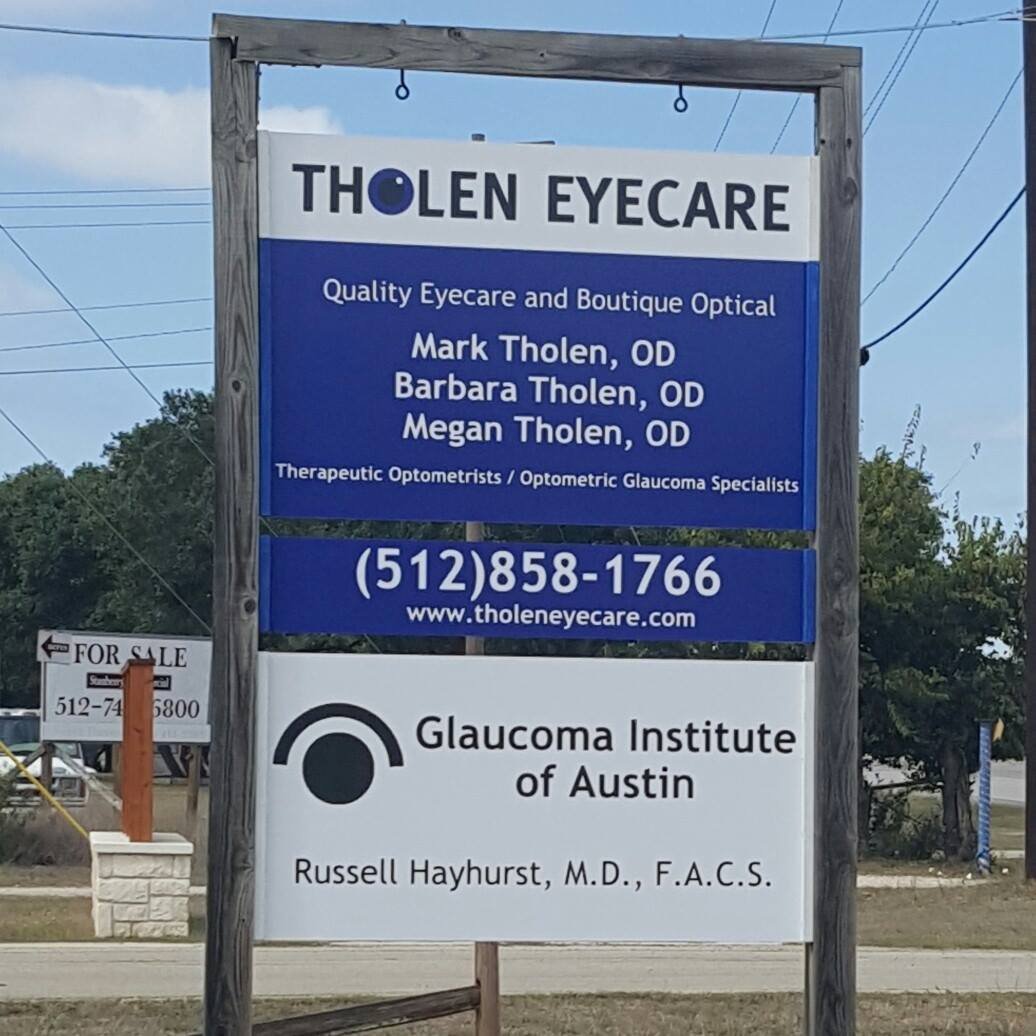 THOLEN EYECARE
Quality Eyecare and Boutique Optical
Mark Tholen, OD
Barbara Tholen, OD
Megan Tholen, OD
Therapeutic Optometrists / Optometric Glaucoma Specialists
(512)858-1766
www.tholeneyecare.com
Glaucoma Institute
of Austin
Russell Hayhurst, M.D., F.A.C.S.
FOR SALE